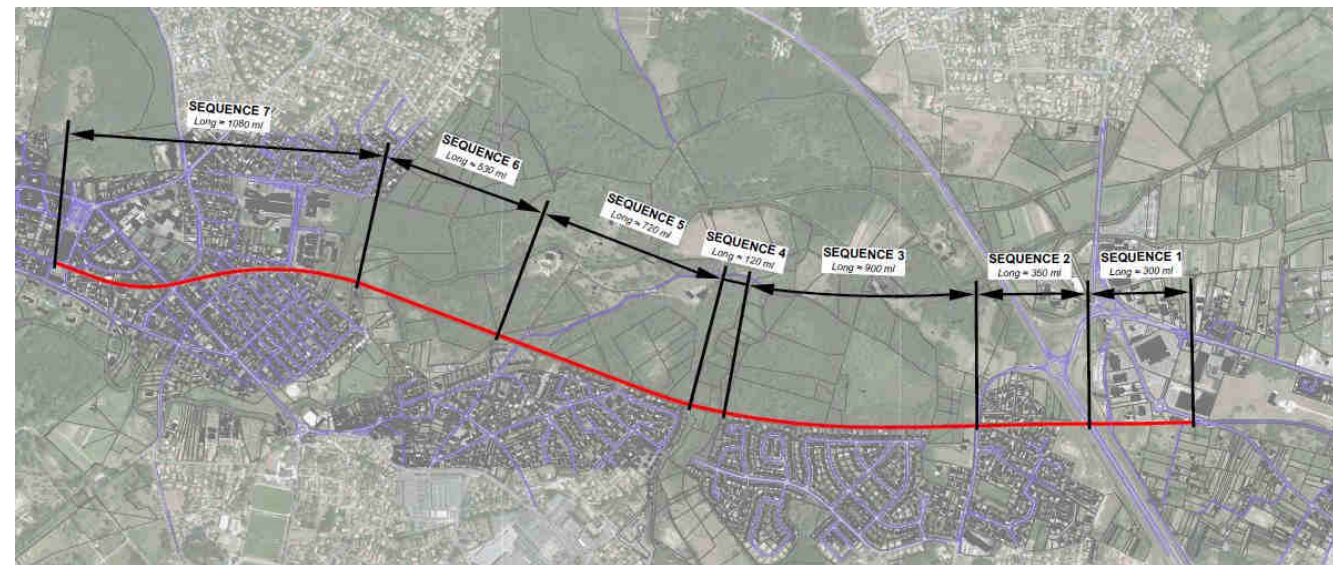 SEQUENCE 7
Long ≈ 1080 ml
SEQUENCE 6
Long ≈ 530 ml
SEQUENCE 5
Long ≈ 720 ml
SEQUENCE 4
Long ≈ 120 ml
SEQUENCE 3
Long ≈ 900 ml
SEQUENCE 2
Long ≈ 350 ml
SEQUENCE 1
Long ≈ 300 ml